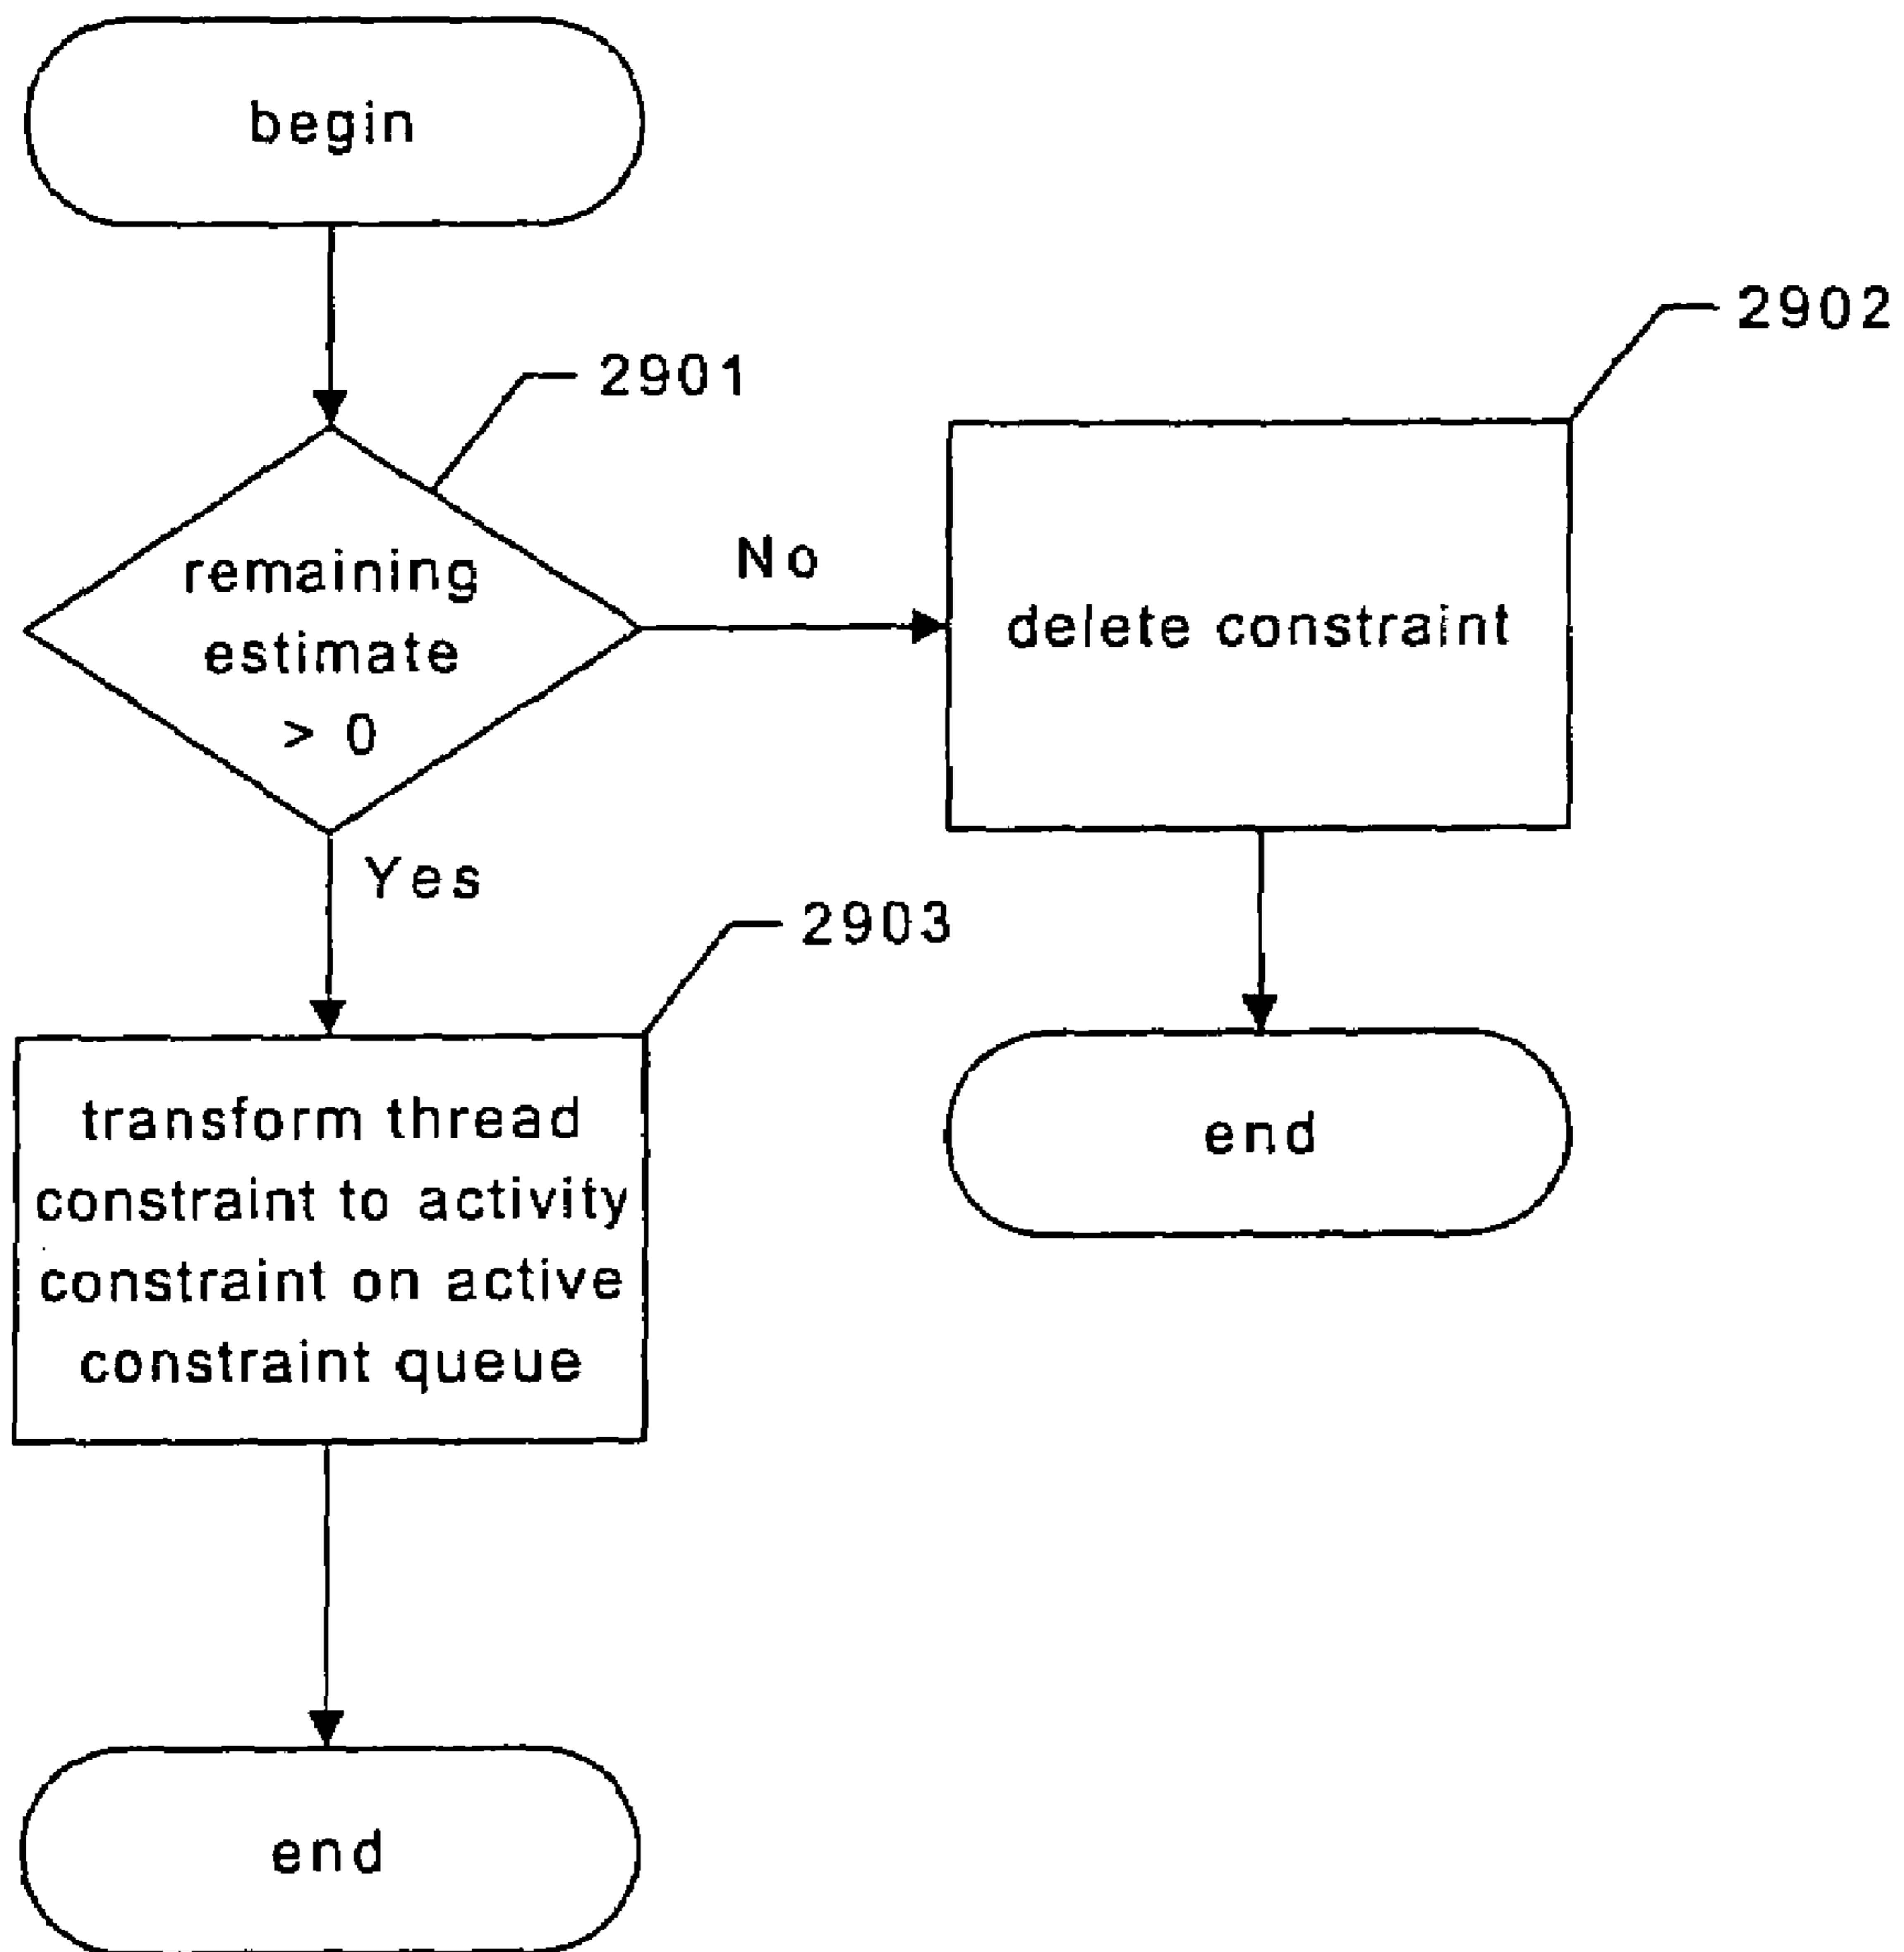 begin
2901
2902
remaining
estimate
> 0
No
delete constraint
Yes
2903
transform thread
constraint to activity
constraint on active
constraint queue
end
end